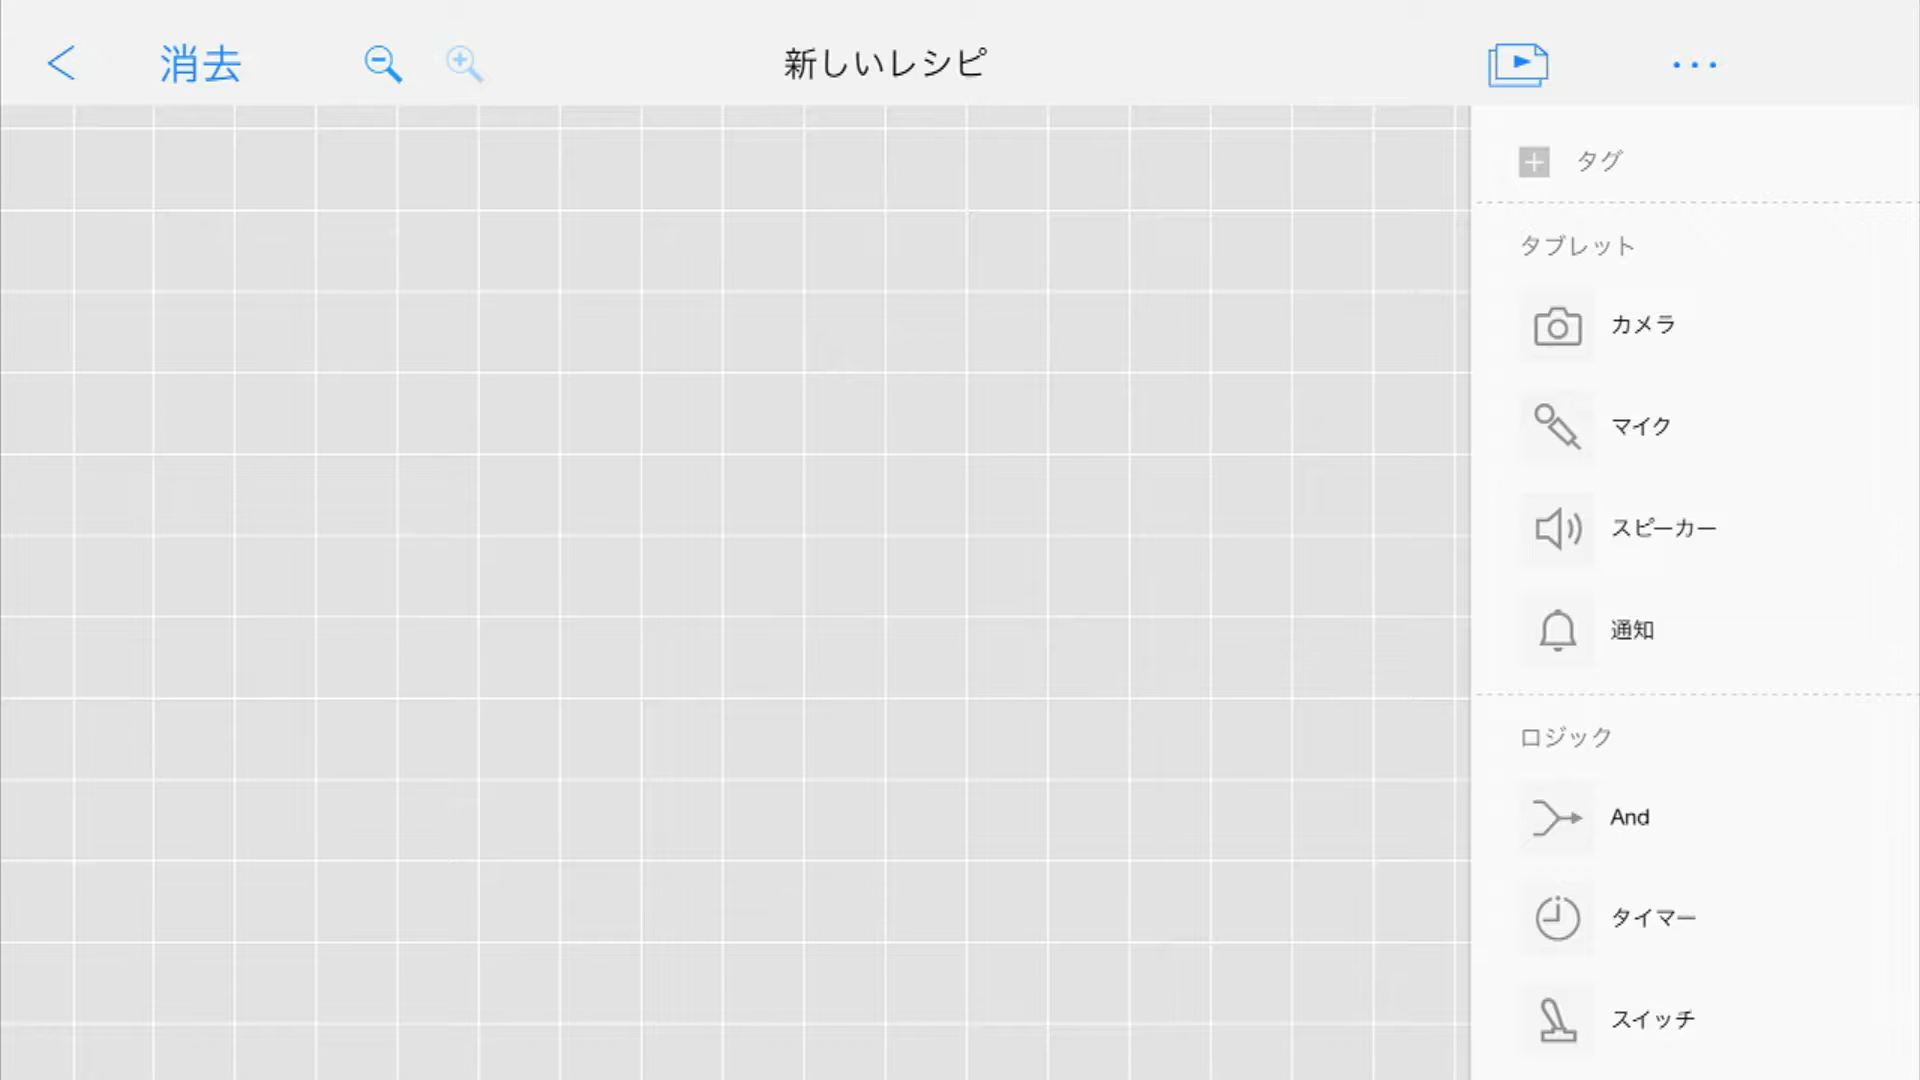 消去
新しいレシピ
タグ
タブレット
カメラ
マイク
スピーカー
通知
ロジック
And
タイマー
スイッチ